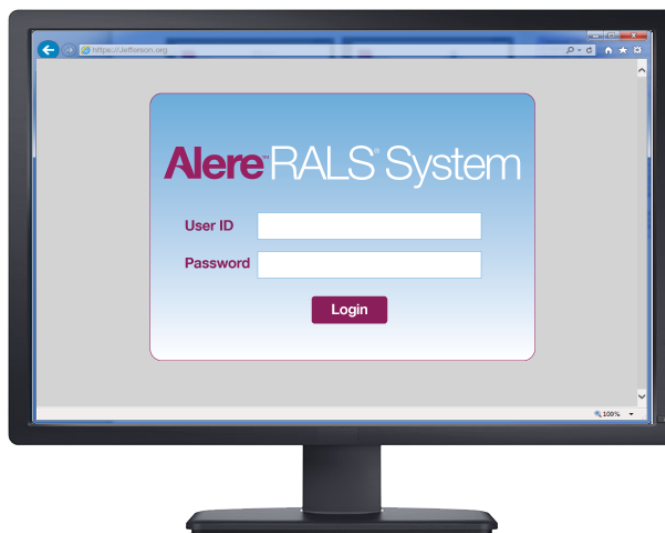 https://Jefferson.org
Alere™ RALS® System
User ID
Password
Login
100%